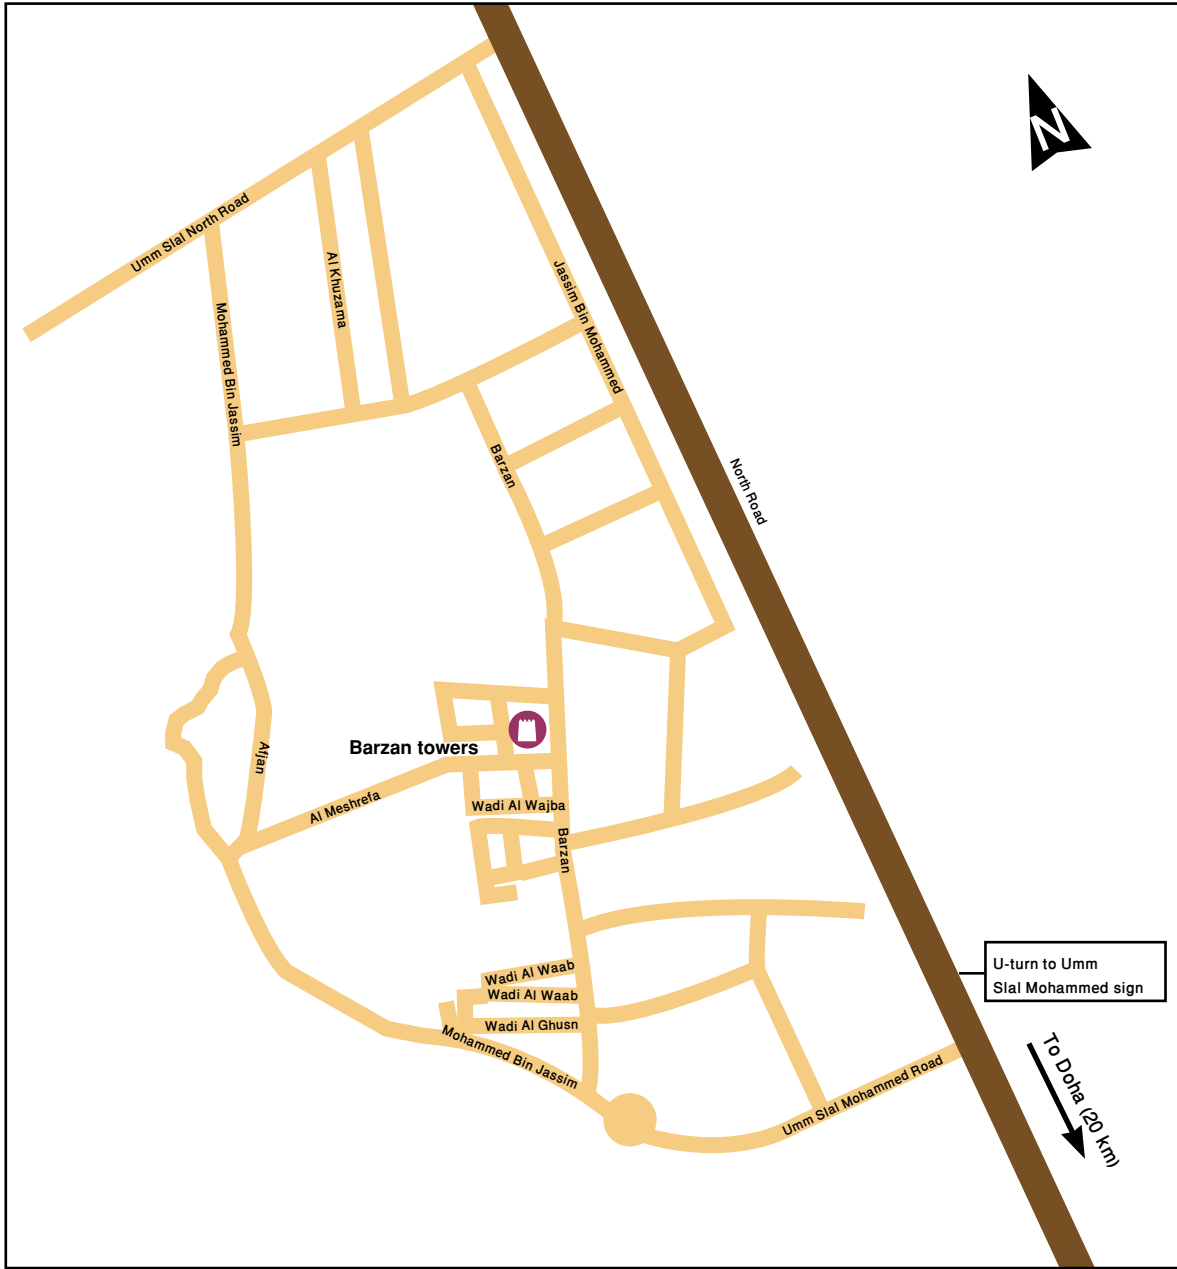 N
Umm Slal North Road
Al Khuzama
Jassim Bin Mohammed
Mohammed Bin Jassim
Barzan
North Road
Barzan towers
Afjan
Al Meshrefa
Wadi Al Wajba
Barzan
Wadi Al Waab
Wadi Al Waab
Wadi Al Ghusn
Mohammed Bin Jassim
U-turn to Umm
Slal Mohammed sign
Umm Slal Mohammed Road
To Doha (20 km)